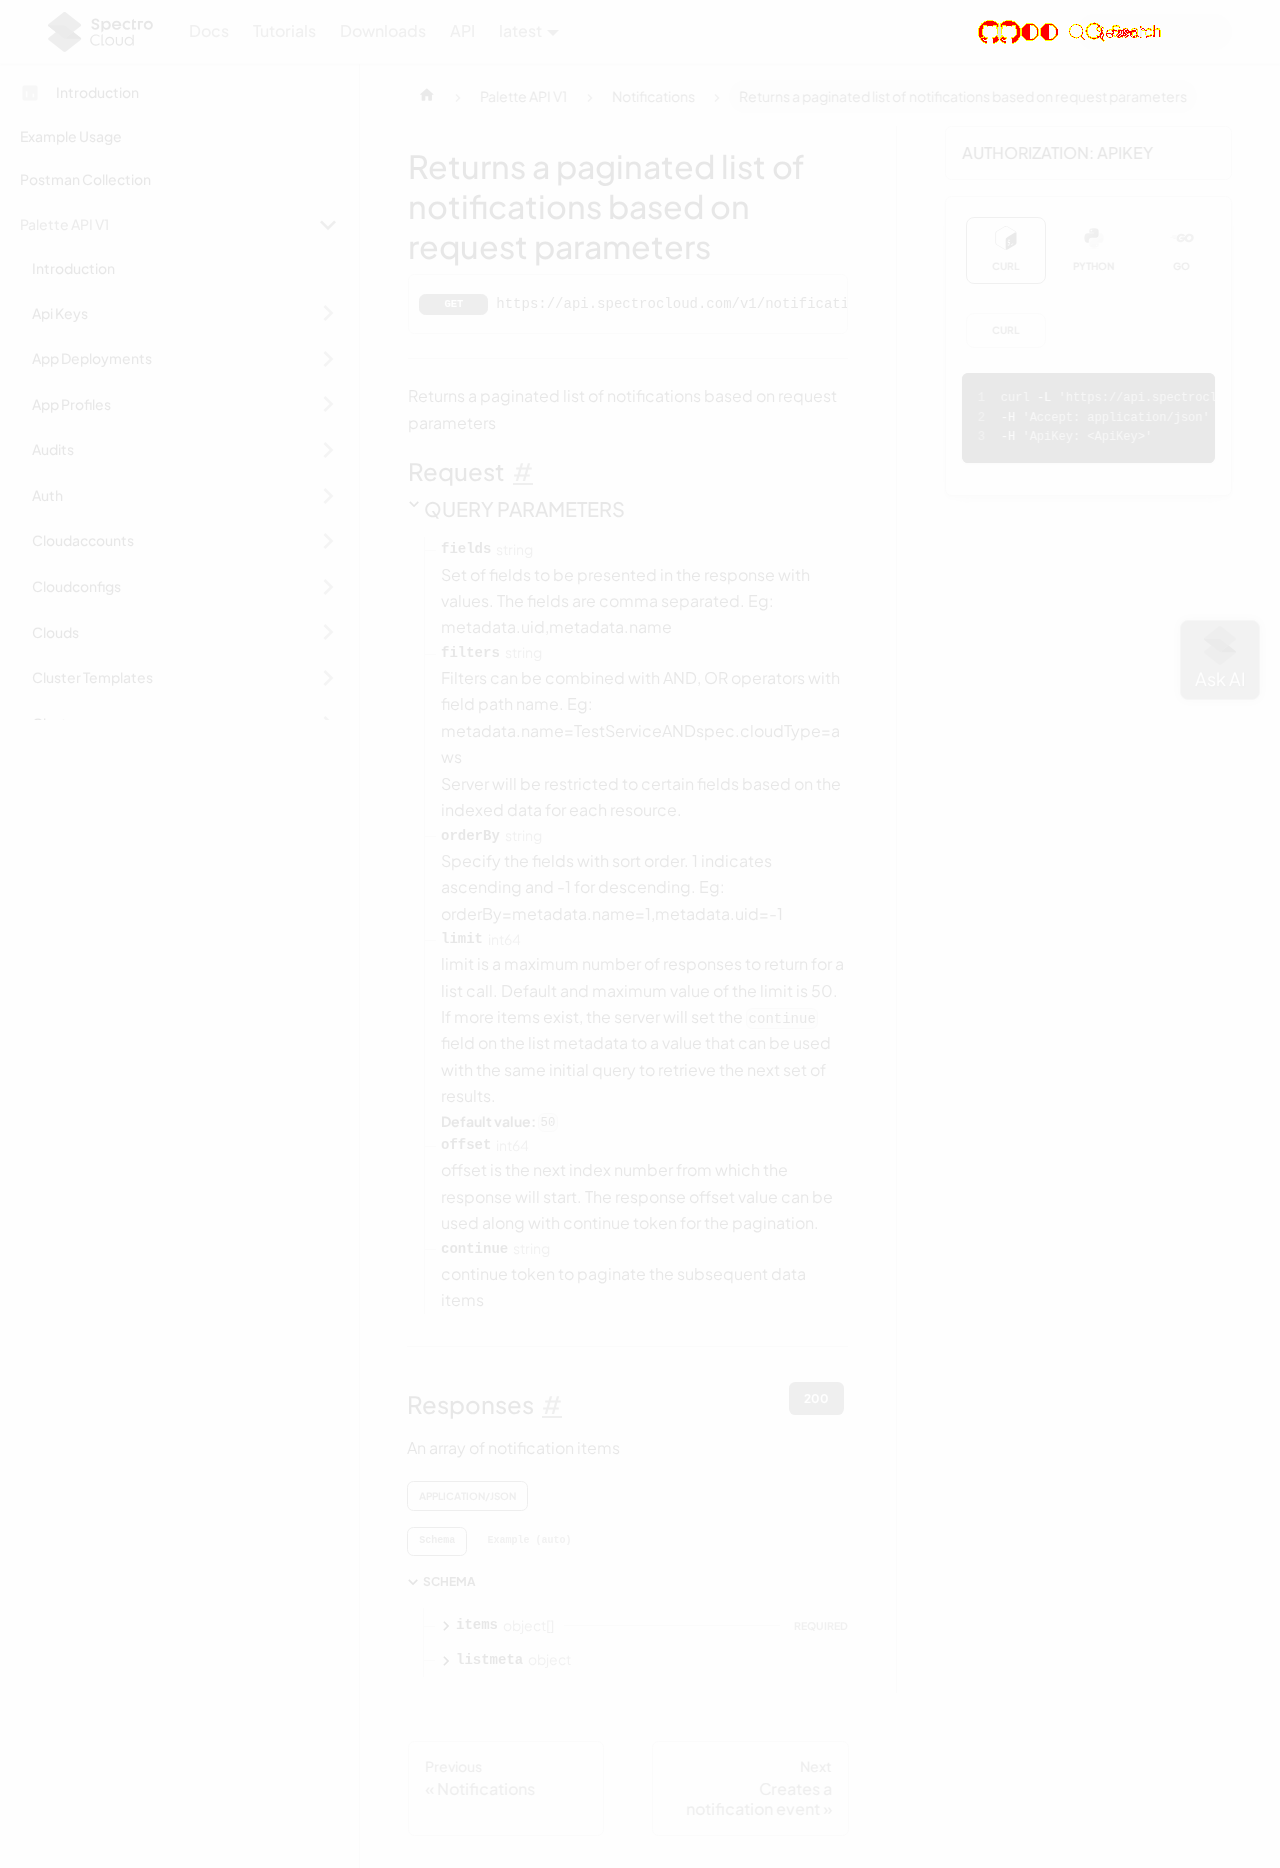 Spectro
Cloud
Docs
Tutorials
Downloads
API
latest
Introduction
Example Usage
Postman Collection
Palette API V1
Introduction
Api Keys
App Deployments
App Profiles
Audits
Auth
Cloudaccounts
Cloudconfigs
Clouds
Cluster Templates
Palette API V1
Notifications
Returns a paginated list of notifications based on request parameters
Returns a paginated list of
notifications based on
request parameters
GET https://api.spectrocloud.com/v1/notificati
Returns a paginated list of notifications based on request
parameters
Request #
QUERY PARAMETERS
fields string
Set of fields to be presented in the response with
values. The fields are comma separated. Eg:
metadata.uid,metadata.name
filters string
Filters can be combined with AND, OR operators with
field path name. Eg:
metadata.name=TestServiceANDspec.cloudType=a
ws
Server will be restricted to certain fields based on the
indexed data for each resource.
orderBy string
Specify the fields with sort order. 1 indicates
ascending and -1 for descending. Eg:
orderBy=metadata.name=1,metadata.uid=-1
limit int64
limit is a maximum number of responses to return for a
list call. Default and maximum value of the limit is 50.
If more items exist, the server will set the continue
field on the list metadata to a value that can be used
with the same initial query to retrieve the next set of
results.
Default value: 50
offset int64
offset is the next index number from which the
response will start. The response offset value can be
used along with continue token for the pagination.
continue string
continue token to paginate the subsequent data
items
Responses #
200
An array of notification items
APPLICATION/JSON
Schema
Example (auto)
SCHEMA
items object[]
REQUIRED
listmeta object
Previous
« Notifications
Next
Creates a
notification event »
AUTHORIZATION: APIKEY
CURL
PYTHON
GO
GO
CURL
1 curl -L 'https://api.spectrocl
2 -H 'Accept: application/json'
3 -H 'ApiKey: <ApiKey>'
Ask AI